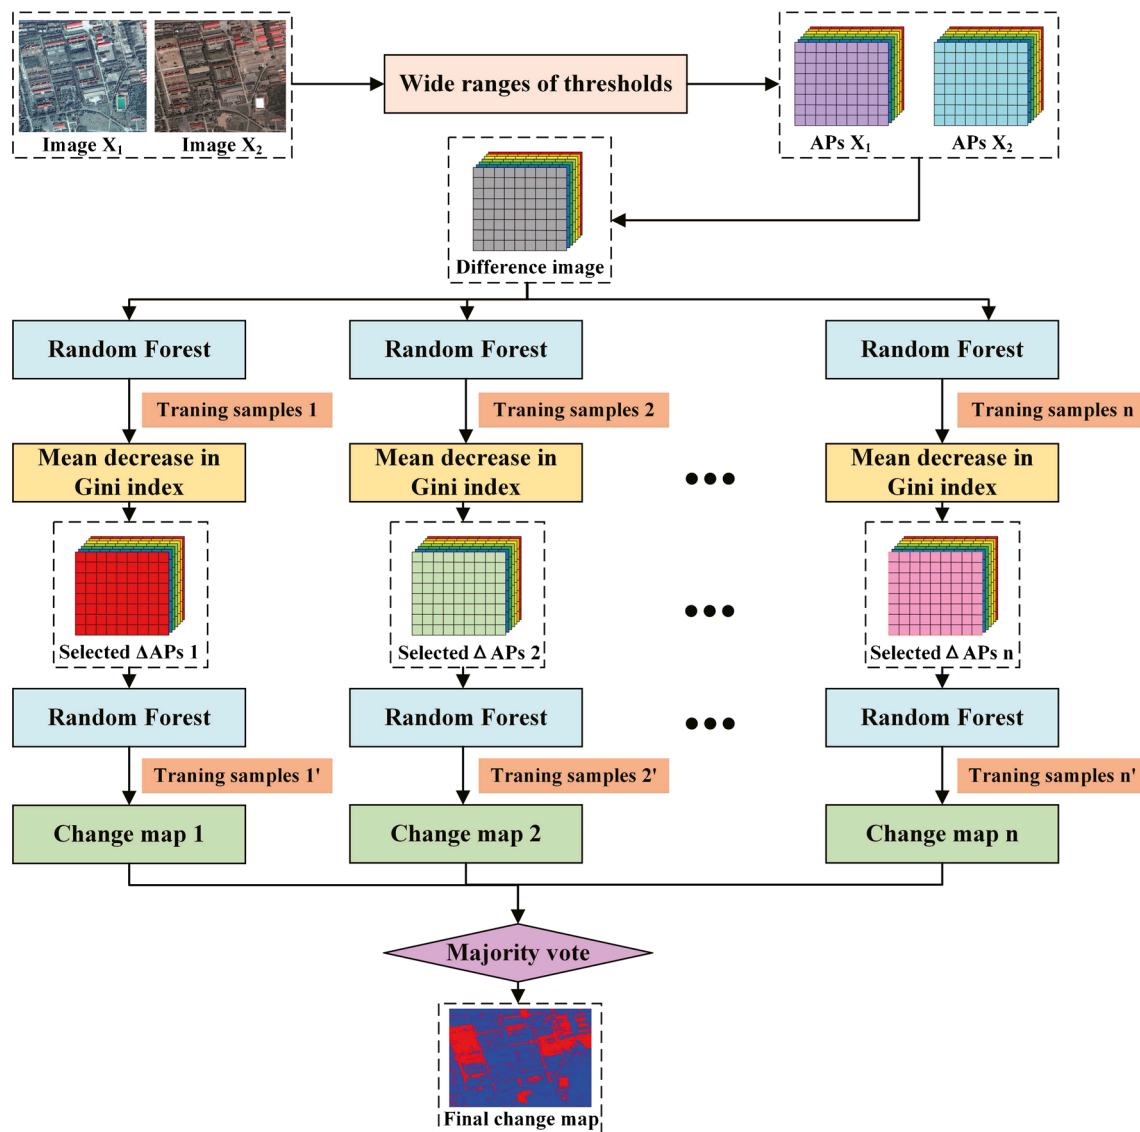 Image X₁
Image X₂
Wide ranges of thresholds
APs X₁
APs X₂
Difference image
Random Forest
Random Forest
Random Forest
Traning samples 1
Traning samples 2
Traning samples n
Mean decrease in
Gini index
Mean decrease in
Gini index
Mean decrease in
Gini index
Selected ΔAPs 1
Selected Δ APs 2
Selected Δ APs n
Random Forest
Random Forest
Random Forest
Traning samples 1'
Traning samples 2'
Traning samples n'
Change map 1
Change map 2
Change map n
Majority vote
Final change map